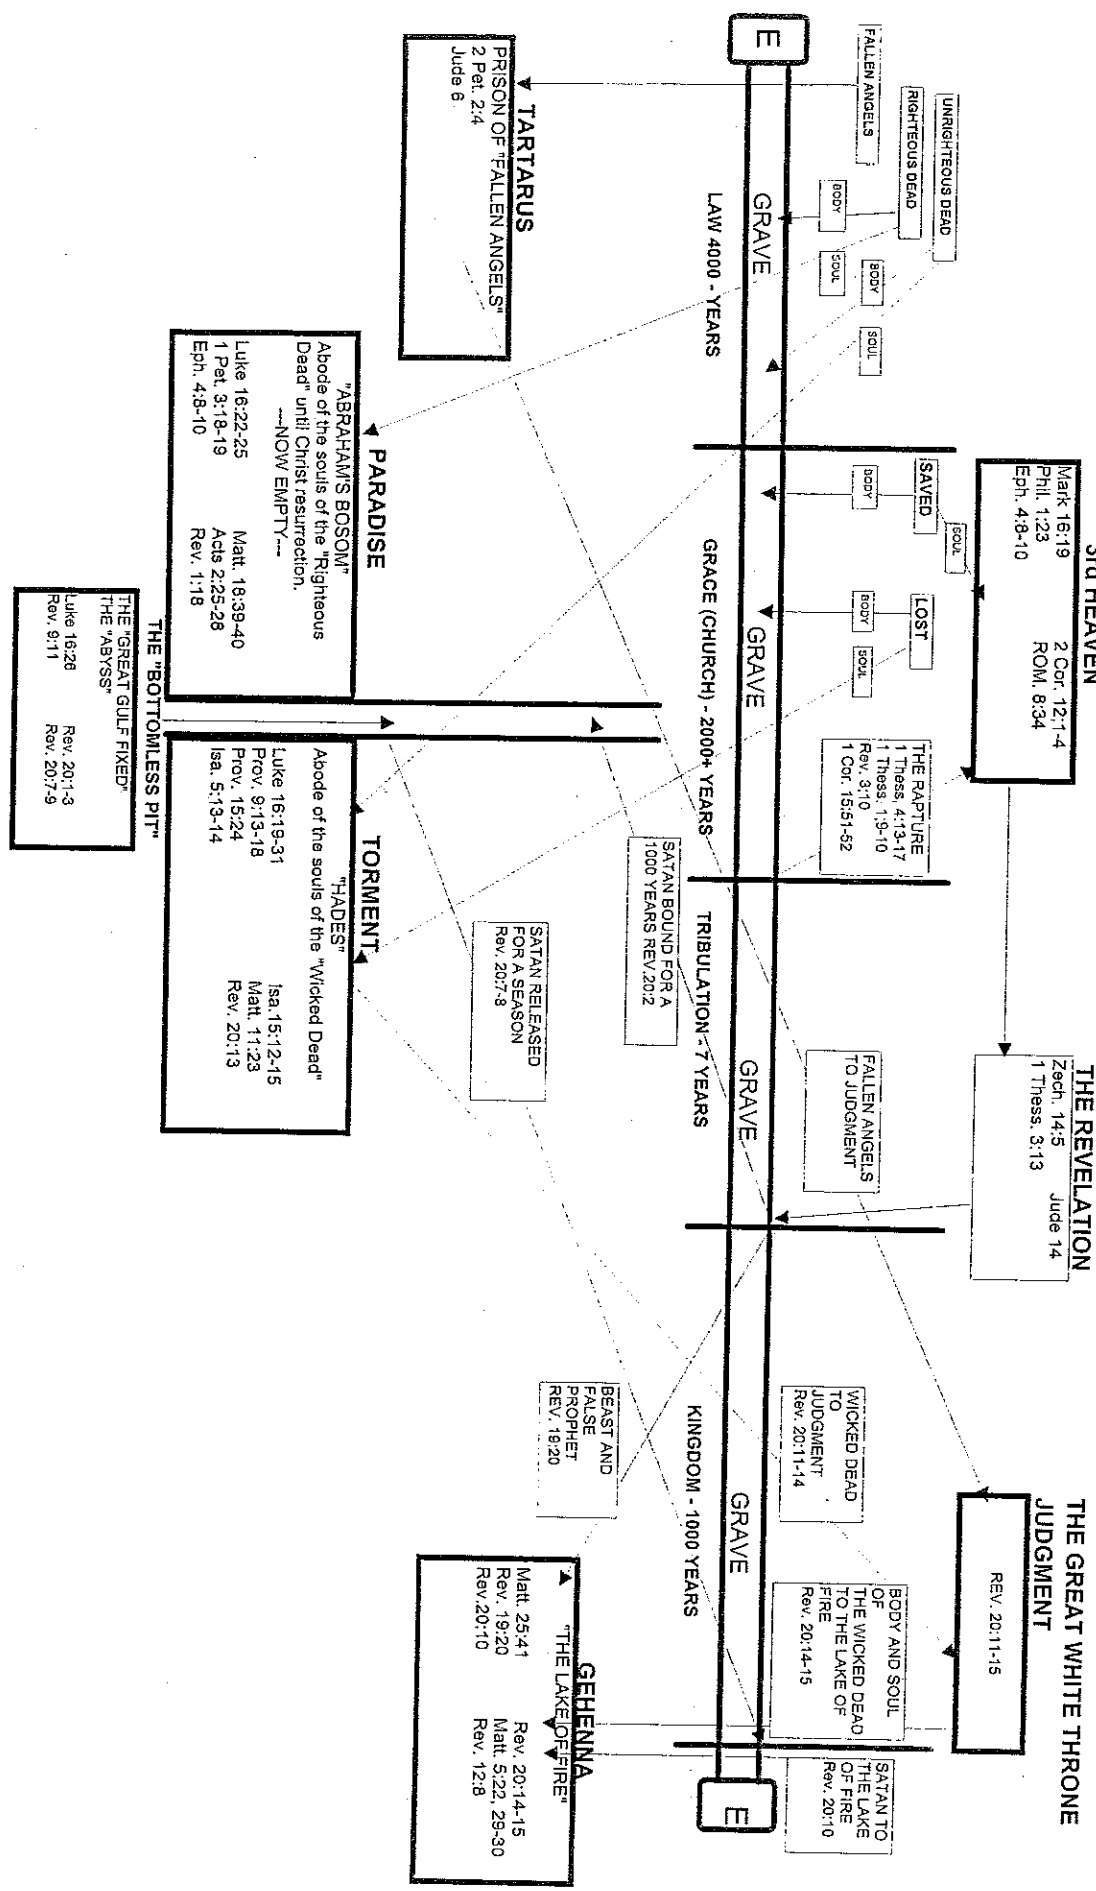 3rd HEAVEN
Mark 16:19 2 Cor. 12:1-4
Phil. 1:23 ROM. 8:34
Eph. 4:8-10
THE REVELATION
Zech. 14:5 Jude 14
1 Thess. 3:13
THE GREAT WHITE THRONE
JUDGMENT
REV. 20:11-15
UNRIGHTEOUS DEAD
RIGHTEOUS DEAD
FALLEN ANGELS
BODY
SOUL
BODY
SOUL
SAVED
BODY
SOUL
LOST
BODY
SOUL
THE RAPTURE
1 Thess, 4:13-17
1 Thess. 1:9-10
Rev. 3:10
1 Cor. 15:51-52
FALLEN ANGELS
TO JUDGMENT
WICKED DEAD
TO
JUDGMENT
Rev. 20:11-14
BODY AND SOUL
OF
THE WICKED DEAD
TO THE LAKE OF
FIRE
Rev. 20:14-15
SATAN TO
THE LAKE
OF FIRE
Rev. 20:10
E
GRAVE
GRAVE
GRAVE
GRAVE
E
LAW 4000 - YEARS
GRACE (CHURCH) - 2000+ YEARS
TRIBULATION - 7 YEARS
KINGDOM - 1000 YEARS
SATAN BOUND FOR A
1000 YEARS REV.20:2
SATAN RELEASED
FOR A SEASON
Rev. 20:7-8
BEAST AND
FALSE
PROPHET
REV. 19:20
TARTARUS
PRISON OF "FALLEN ANGELS"
2 Pet. 2:4
Jude 6
PARADISE
"ABRAHAM'S BOSOM"
Abode of the souls of the "Righteous
Dead" until Christ resurrection.
---NOW EMPTY---
Luke 16:22-25 Matt. 18:39-40
1 Pet. 3:18-19 Acts 2:25-28
Eph. 4:8-10 Rev. 1:18
TORMENT
"HADES"
Abode of the souls of the "Wicked Dead"
Luke 16:19-31 Isa.15:12-15
Prov. 9:13-18 Matt. 11:23
Prov. 15:24 Rev. 20:13
Isa. 5:13-14
GEHENNA
"THE LAKE OF FIRE"
Matt. 25:41 Rev. 20:14-15
Rev. 19:20 Matt. 5:22, 29-30
Rev.20:10 Rev. 12:8
THE "BOTTOMLESS PIT"
THE "GREAT GULF FIXED"
THE "ABYSS"
Luke 16:26 Rev. 20:1-3
Rev. 9:11 Rev. 20:7-9